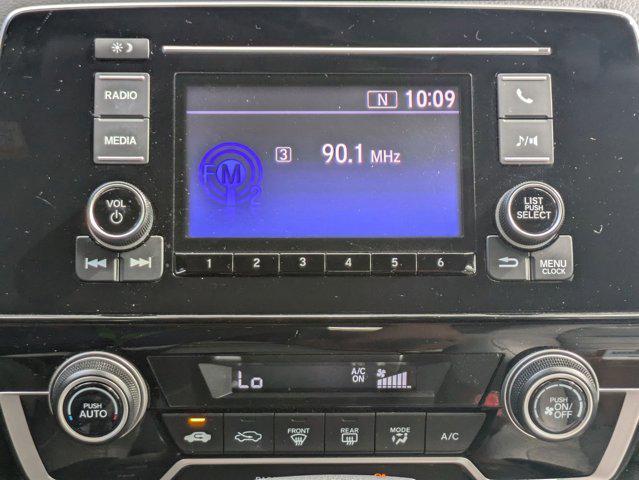 RADIO
MEDIA
VOL
N 10:09
3 90.1 MHz
FM
2
LIST
PUSH
SELECT
MENU
CLOCK
1 2 3 4 5 6
PUSH
AUTO
Lo
A/C
ON
FRONT
REAR
MODE
A/C
PUSH
ON/
OFF